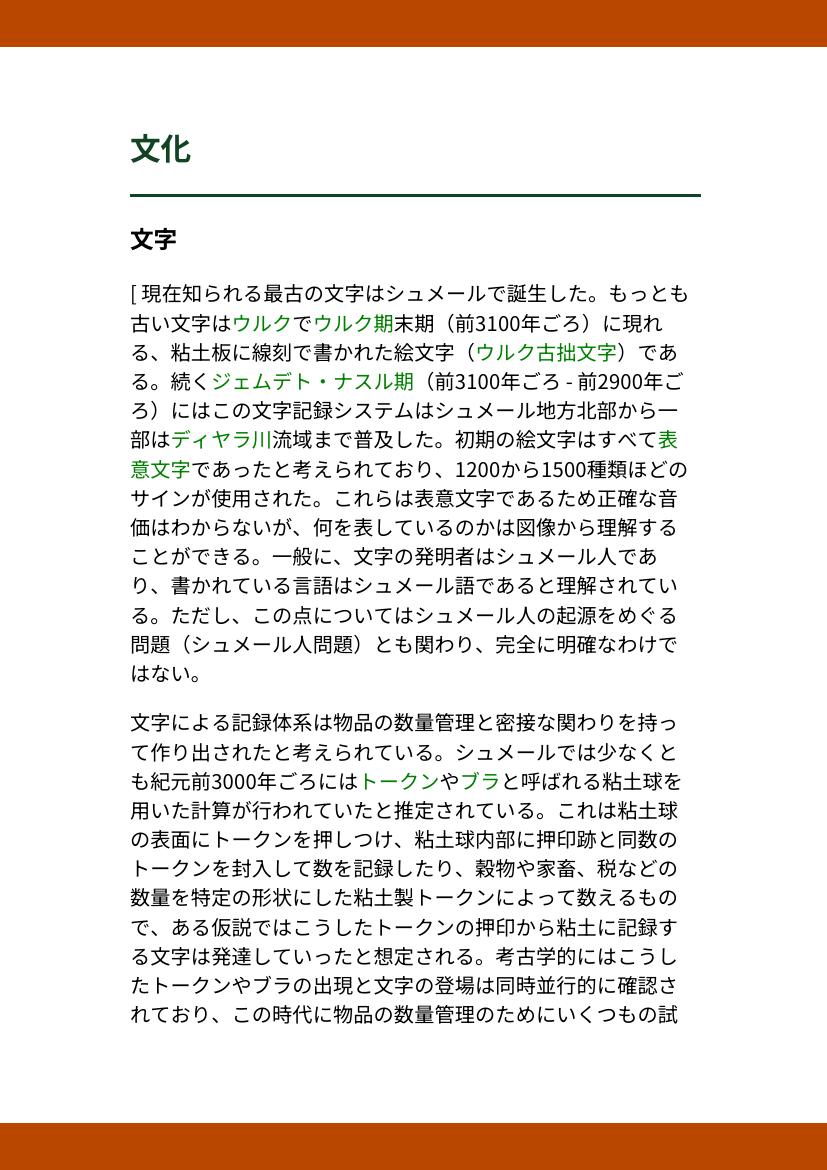 文化
文字
[ 現在知られる最古の文字はシュメールで誕生した。もっとも
古い文字はウルクでウルク期末期（前3100年ごろ）に現れ
る、粘土板に線刻で書かれた絵文字（ウルク古拙文字）であ
る。続くジェムデト・ナスル期（前3100年ごろ - 前2900年ご
ろ）にはこの文字記録システムはシュメール地方北部から一
部はディヤラ川流域まで普及した。初期の絵文字はすべて表
意文字であったと考えられており、1200から1500種類ほどの
サインが使用された。これらは表意文字であるため正確な音
価はわからないが、何を表しているのかは図像から理解する
ことができる。一般に、文字の発明者はシュメール人であ
り、書かれている言語はシュメール語であると理解されてい
る。ただし、この点についてはシュメール人の起源をめぐる
問題（シュメール人問題）とも関わり、完全に明確なわけで
はない。
文字による記録体系は物品の数量管理と密接な関わりを持っ
て作り出されたと考えられている。シュメールでは少なくと
も紀元前3000年ごろにはトークンやブラと呼ばれる粘土球を
用いた計算が行われていたと推定されている。これは粘土球
の表面にトークンを押しつけ、粘土球内部に押印跡と同数の
トークンを封入して数を記録したり、穀物や家畜、税などの
数量を特定の形状にした粘土製トークンによって数えるもの
で、ある仮説ではこうしたトークンの押印から粘土に記録す
る文字は発達していったと想定される。考古学的にはこうし
たトークンやブラの出現と文字の登場は同時並行的に確認さ
れており、この時代に物品の数量管理のためにいくつもの試